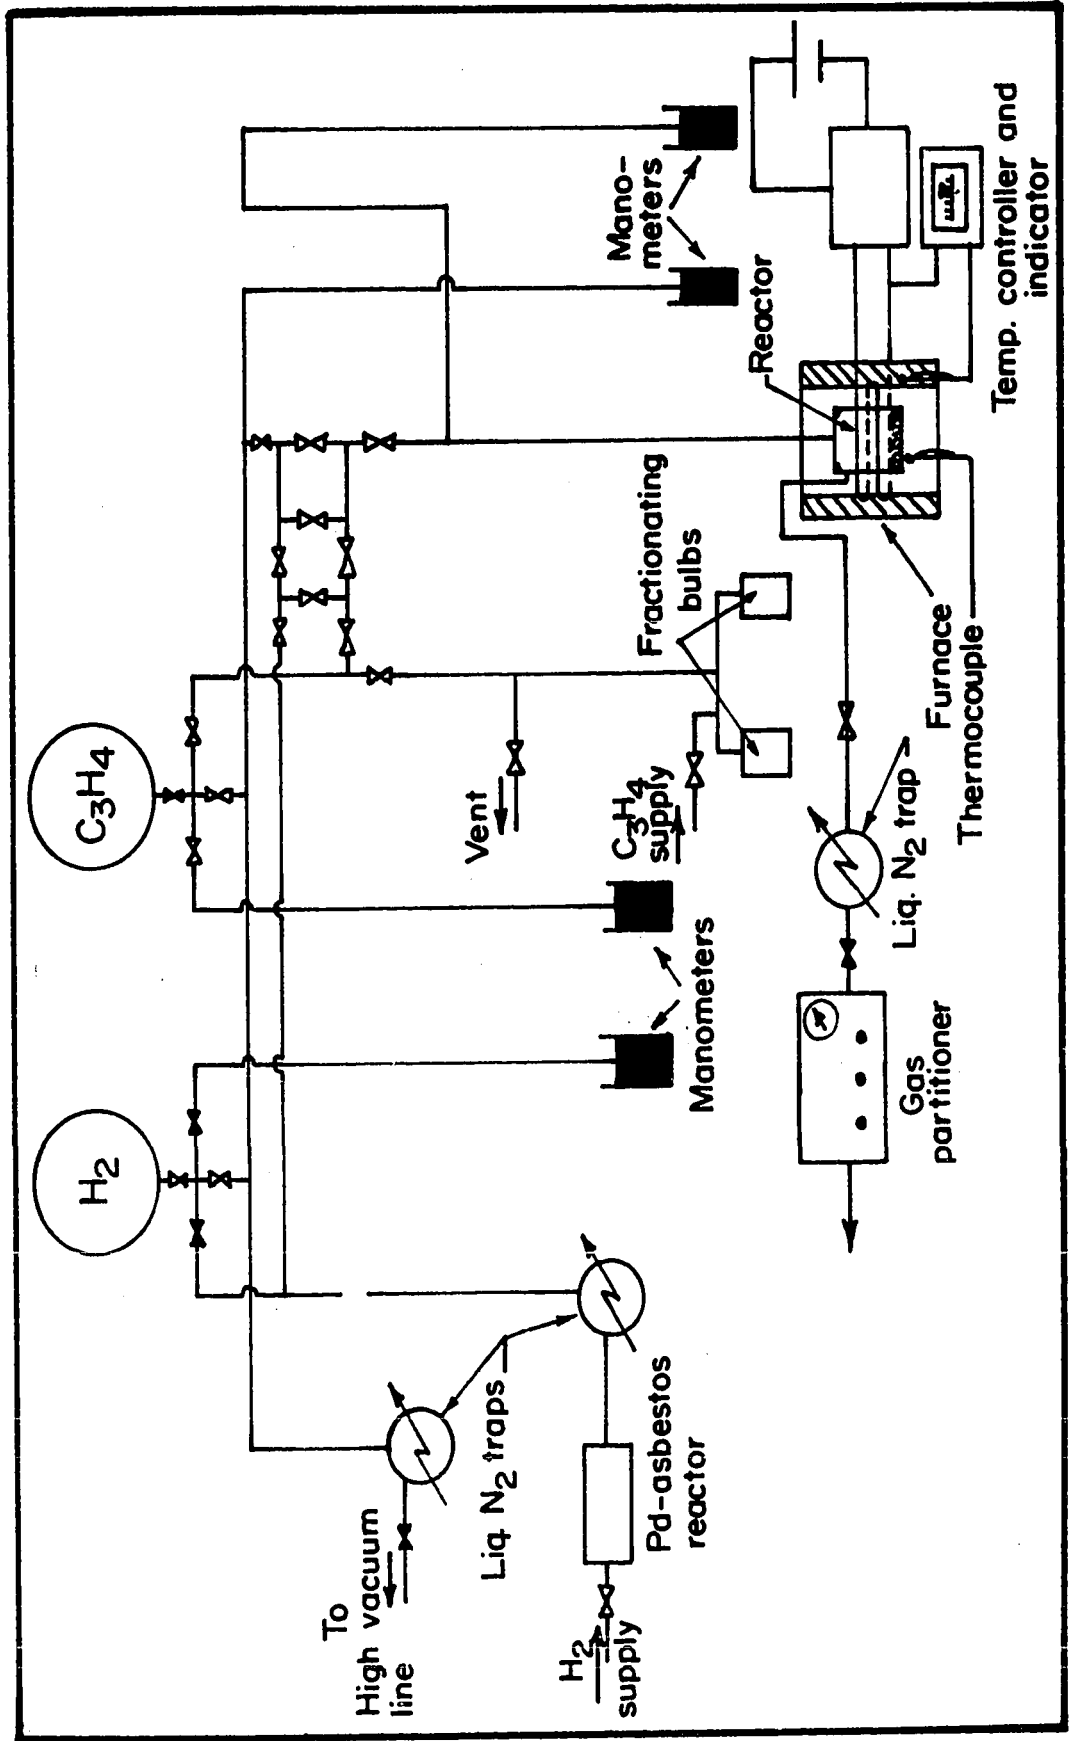 To
High vacuum
line
Liq. N2 traps
H2
supply
Pd-asbestos
reactor
H2
Manometers
C3H4
Vent
C3H4
supply
Fractionating
bulbs
Mano-
meters
Reactor
Gas
partitioner
Liq. N2 trap
Furnace
Thermocouple
Temp. controller and
indicator